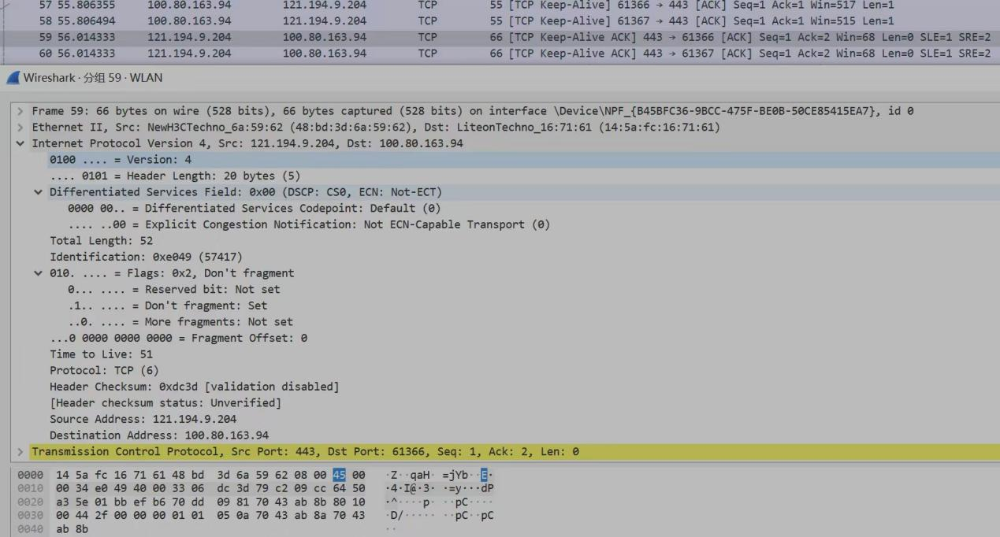 57 55.806355 100.80.163.94 121.194.9.204 TCP 55 [TCP Keep-Alive] 61366 → 443 [ACK] Seq=1 Ack=1 Win=517 Len=1
58 55.806494 100.80.163.94 121.194.9.204 TCP 55 [TCP Keep-Alive] 61367 → 443 [ACK] Seq=1 Ack=1 Win=515 Len=1
59 56.014333 121.194.9.204 100.80.163.94 TCP 66 [TCP Keep-Alive ACK] 443 → 61366 [ACK] Seq=1 Ack=2 Win=68 Len=0 SLE=1 SRE=2
60 56.014333 121.194.9.204 100.80.163.94 TCP 66 [TCP Keep-Alive ACK] 443 → 61367 [ACK] Seq=1 Ack=2 Win=68 Len=0 SLE=1 SRE=2
Wireshark · 分组 59 · WLAN
Frame 59: 66 bytes on wire (528 bits), 66 bytes captured (528 bits) on interface \Device\NPF_{B45BFC36-9BCC-475F-BE0B-50CE85415EA7}, id 0
Ethernet II, Src: NewH3CTechno_6a:59:62 (48:bd:3d:6a:59:62), Dst: LiteonTechno_16:71:61 (14:5a:fc:16:71:61)
Internet Protocol Version 4, Src: 121.194.9.204, Dst: 100.80.163.94
0100 .... = Version: 4
.... 0101 = Header Length: 20 bytes (5)
Differentiated Services Field: 0x00 (DSCP: CS0, ECN: Not-ECT)
0000 00.. = Differentiated Services Codepoint: Default (0)
.... ..00 = Explicit Congestion Notification: Not ECN-Capable Transport (0)
Total Length: 52
Identification: 0xe049 (57417)
010. .... = Flags: 0x2, Don't fragment
0... .... = Reserved bit: Not set
.1.. .... = Don't fragment: Set
..0. .... = More fragments: Not set
...0 0000 0000 0000 = Fragment Offset: 0
Time to Live: 51
Protocol: TCP (6)
Header Checksum: 0xdc3d [validation disabled]
[Header checksum status: Unverified]
Source Address: 121.194.9.204
Destination Address: 100.80.163.94
Transmission Control Protocol, Src Port: 443, Dst Port: 61366, Seq: 1, Ack: 2, Len: 0
0000 14 5a fc 16 71 61 48 bd 3d 6a 59 62 08 00 45 00 ·Z··qaH· =jYb··E·
0010 00 34 e0 49 40 00 33 06 dc 3d 79 c2 09 cc 64 50 ·4·I@·3· ·=y···dP
0020 a3 5e 01 bb ef b6 70 dd 09 81 70 43 ab 8b 80 10 ·^····p· ··pC····
0030 00 44 2f 00 00 00 01 01 05 0a 70 43 ab 8a 70 43 ·D/····· ··pC··pC
0040 ab 8b ··